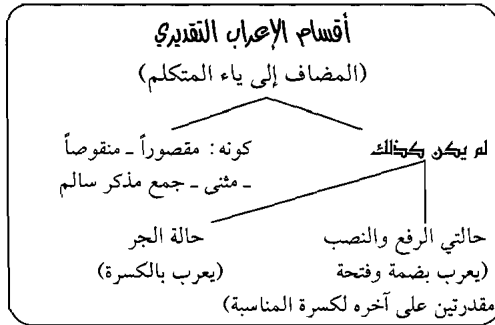 أقسام الإعراب التقديري
(المضاف إلى ياء المتكلم)
لم يكن كذلك
كونه: مقصوراً ـ منقوصاً
ـ مثنى ـ جمع مذكر سالم
حالتي الرفع والنصب
(يعرب بضمة وفتحة
مقدرتين على آخره لكسرة المناسبة)
حالة الجر
(يعرب بالكسرة)